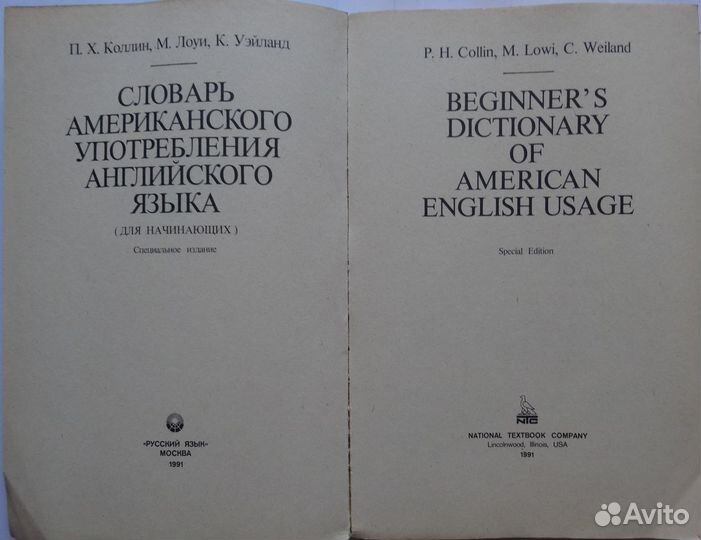 П. Х. Коллин, М. Лоуи, К. Уэйланд
СЛОВАРЬ
АМЕРИКАНСКОГО
УПОТРЕБЛЕНИЯ
АНГЛИЙСКОГО
ЯЗЫКА
(ДЛЯ НАЧИНАЮЩИХ)
Специальное издание
«РУССКИЙ ЯЗЫК»
МОСКВА
1991
P. H. Collin, M. Lowi, C. Weiland
BEGINNER'S
DICTIONARY
OF
AMERICAN
ENGLISH USAGE
Special Edition
NTC
NATIONAL TEXTBOOK COMPANY
Lincolnwood, Illinois, USA
1991
Avito